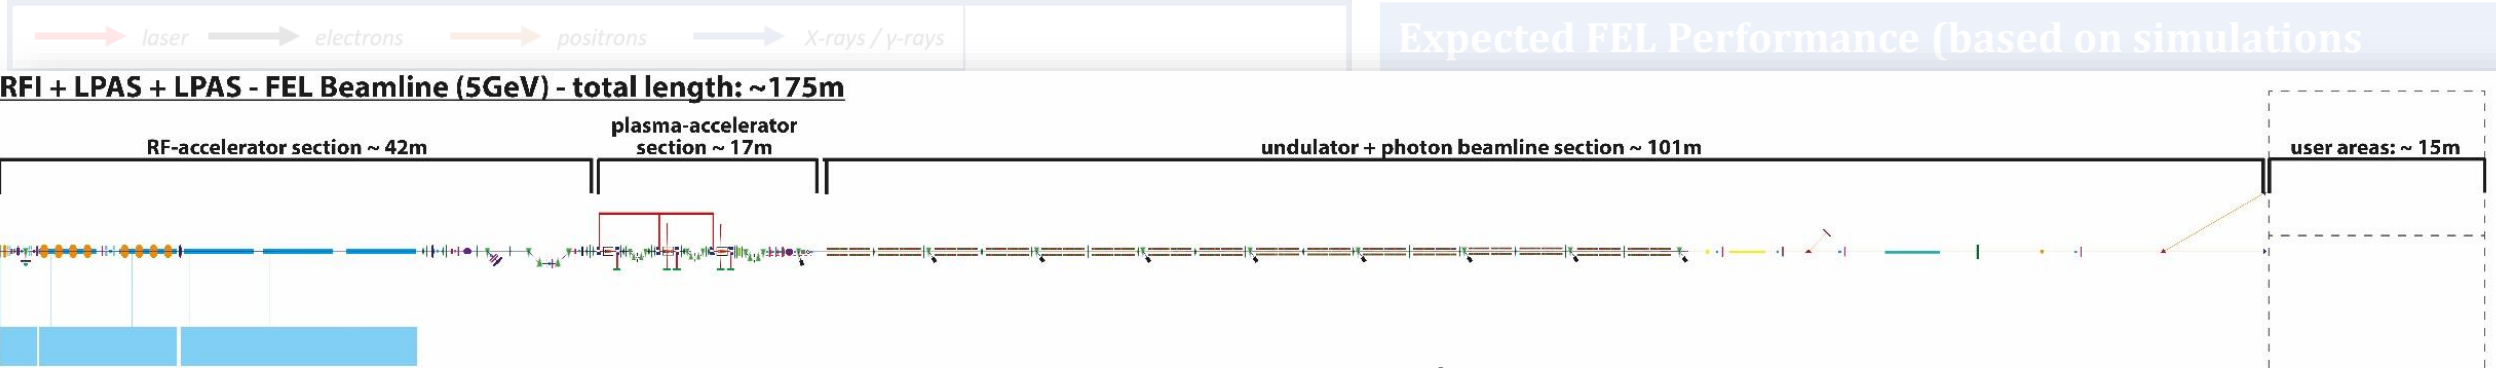 laser electrons positrons X-rays / γ-rays
Expected FEL Performance (based on simulations
RFI + LPAS + LPAS - FEL Beamline (5GeV) - total length: ~175m
RF-accelerator section ~ 42m
plasma-accelerator
section ~ 17m
undulator + photon beamline section ~ 101m
user areas: ~ 15m